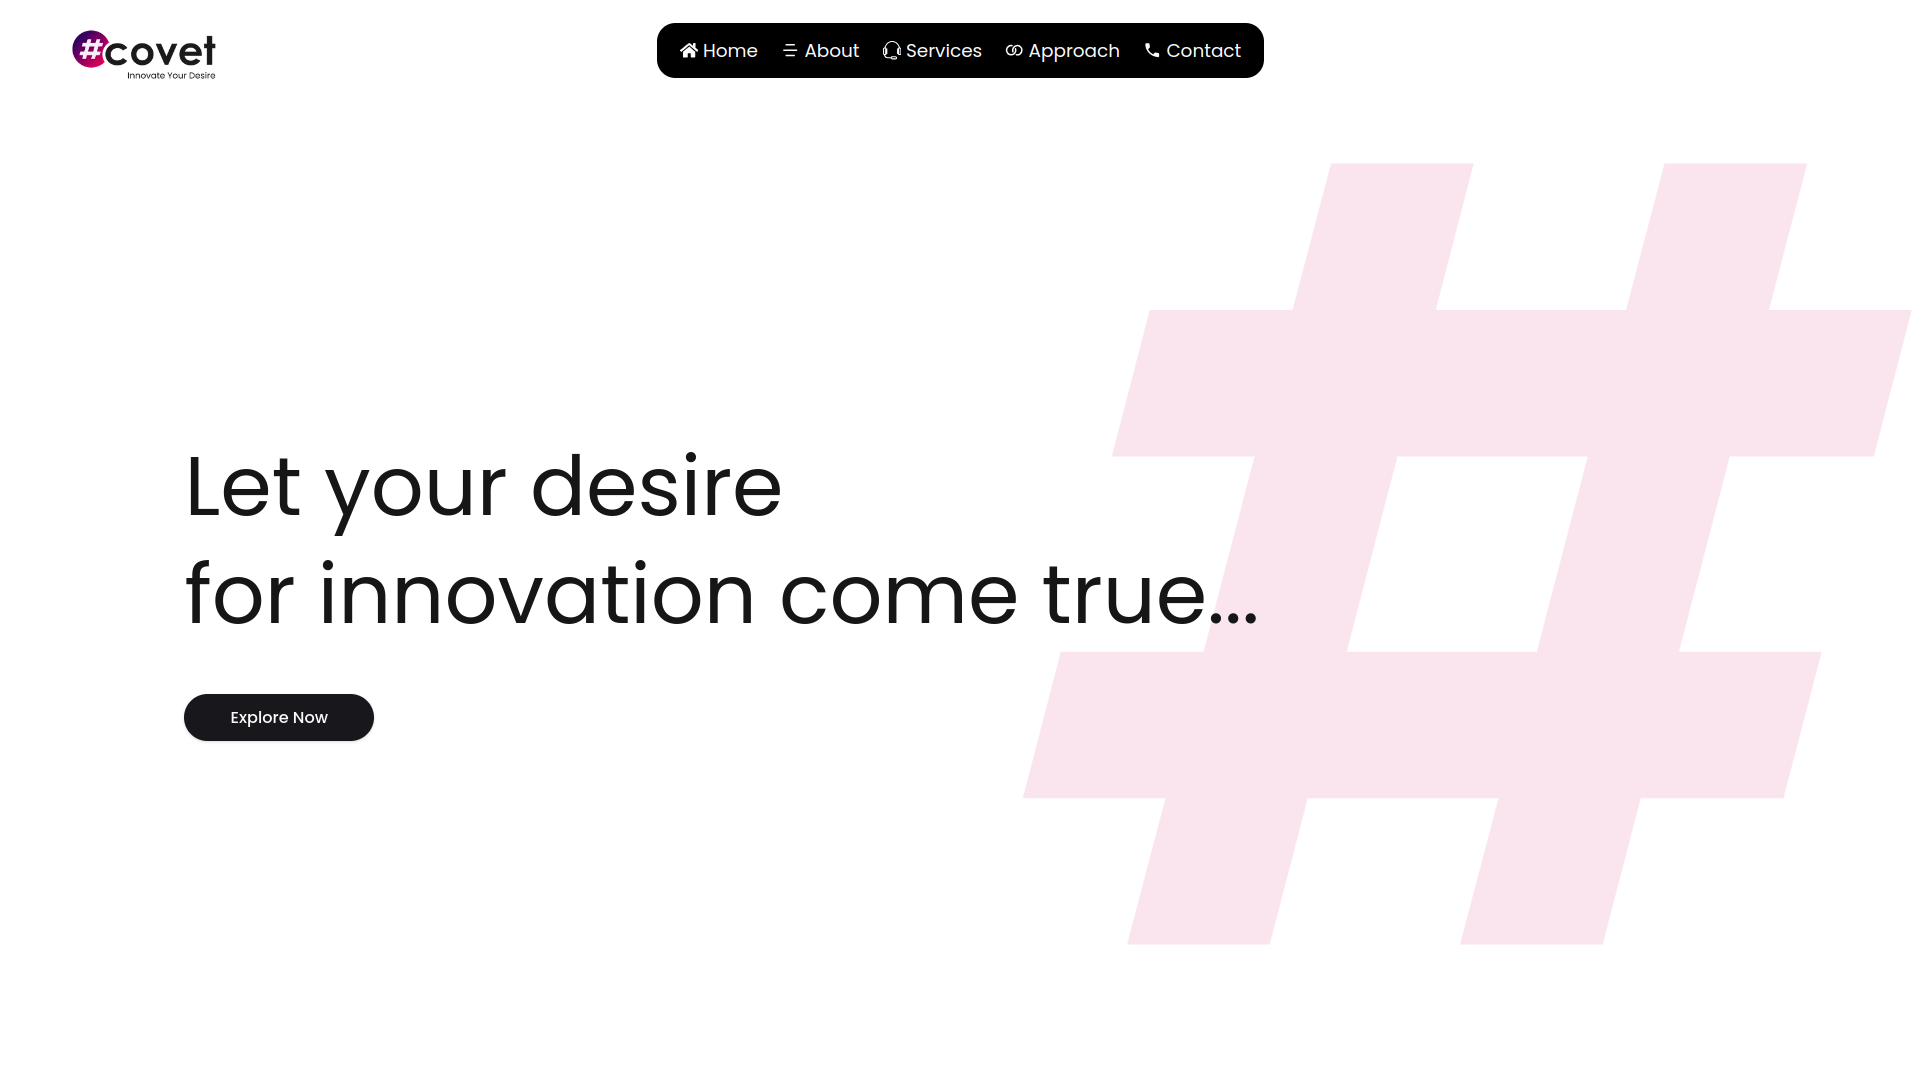 #covet
Innovate Your Desire
Home
About
Services
Approach
Contact
Let your desire
for innovation come true...
Explore Now
#